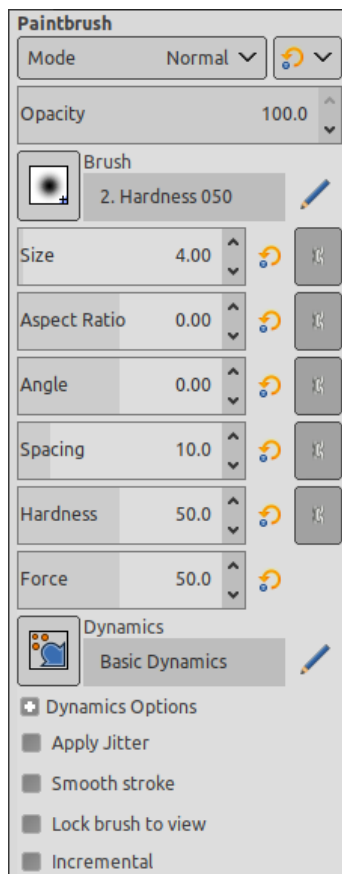 Paintbrush
Mode Normal
Opacity 100.0
Brush
2. Hardness 050
Size 4.00
Aspect Ratio 0.00
Angle 0.00
Spacing 10.0
Hardness 50.0
Force 50.0
Dynamics
Basic Dynamics
Dynamics Options
Apply Jitter
Smooth stroke
Lock brush to view
Incremental